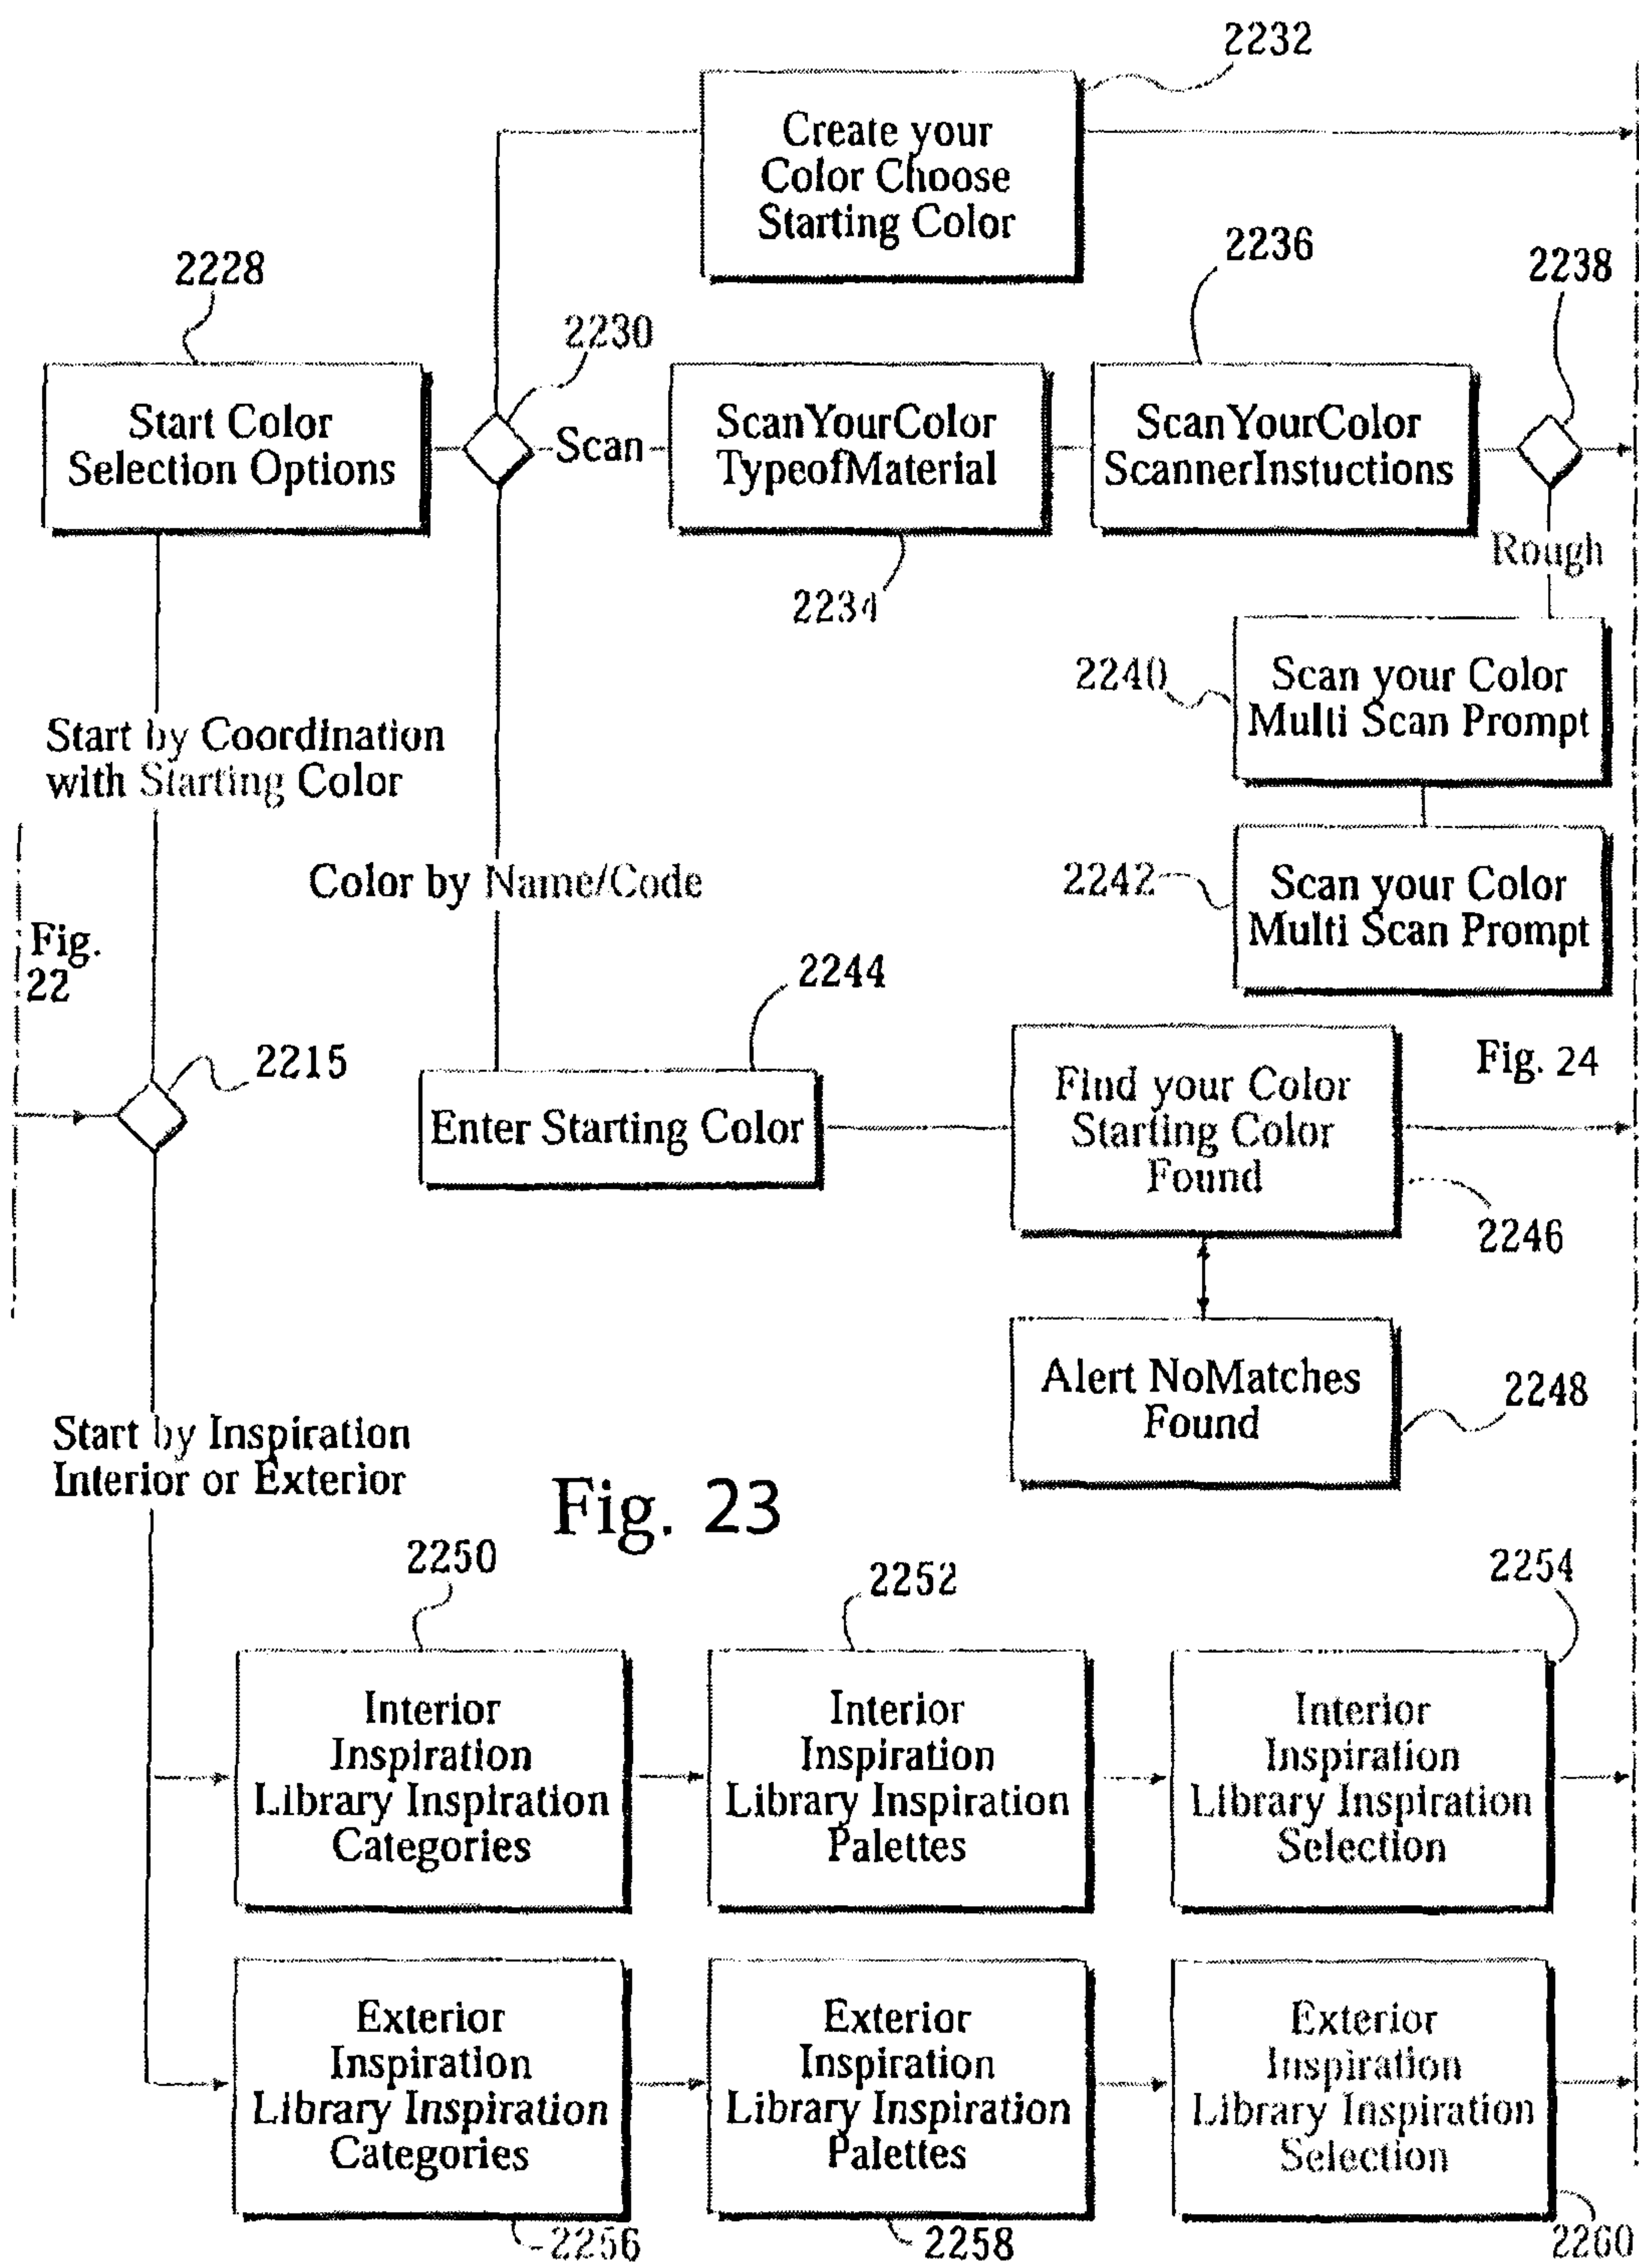 2232
Create your
Color Choose
Starting Color
2228
2230
2236
2238
Start Color
Selection Options
Scan
ScanYourColor
TypeofMaterial
ScanYourColor
ScannerInstuctions
Rough
2234
2240
Scan your Color
Multi Scan Prompt
Start by Coordination
with Starting Color
2242
Scan your Color
Multi Scan Prompt
Color by Name/Code
Fig.
22
2244
2215
Enter Starting Color
Find your Color
Starting Color
Found
Fig. 24
2246
Alert NoMatches
Found
2248
Start by Inspiration
Interior or Exterior
Fig. 23
2250
2252
2254
Interior
Inspiration
Library Inspiration
Categories
Interior
Inspiration
Library Inspiration
Palettes
Interior
Inspiration
Library Inspiration
Selection
Exterior
Inspiration
Library Inspiration
Categories
Exterior
Inspiration
Library Inspiration
Palettes
Exterior
Inspiration
Library Inspiration
Selection
2256
2258
2260